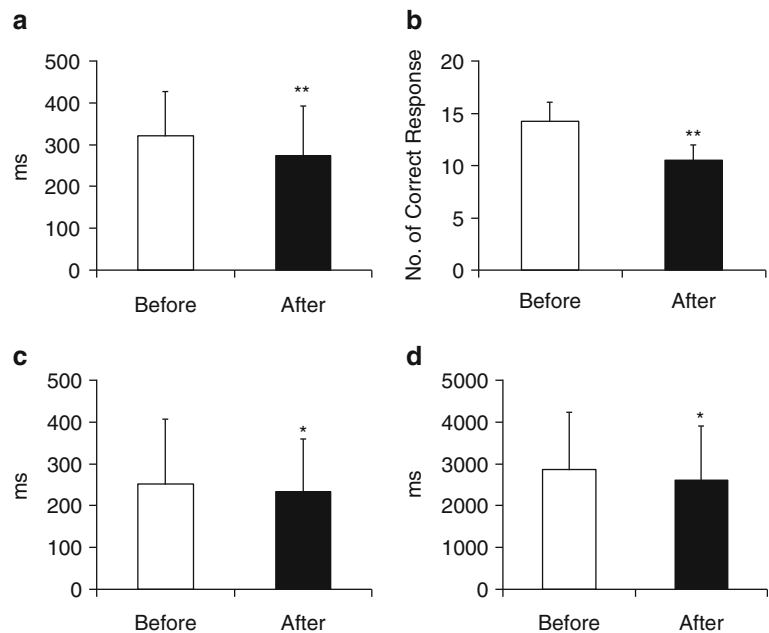 a
500
400
300
200
100
0
ms
**
Before After
b
20
15
10
5
0
No. of Correct Response
**
Before After
c
500
400
300
200
100
0
ms
*
Before After
d
5000
4000
3000
2000
1000
0
ms
*
Before After